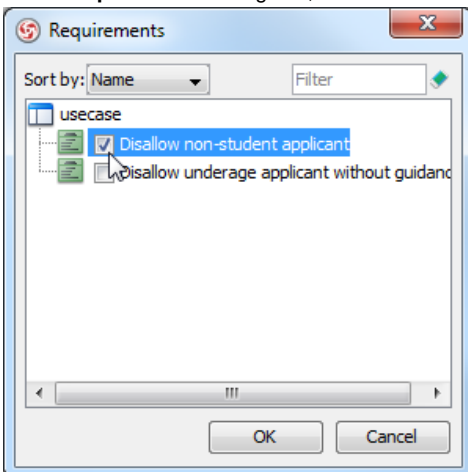 Requirements
Sort by: Name Filter
usecase
Disallow non-student applicant
Disallow underage applicant without guidanc
OK Cancel